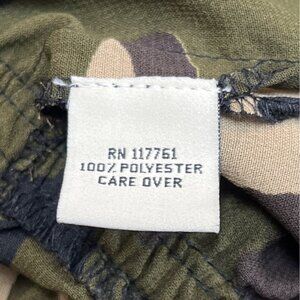 RN 117761
100% POLYESTER
CARE OVER